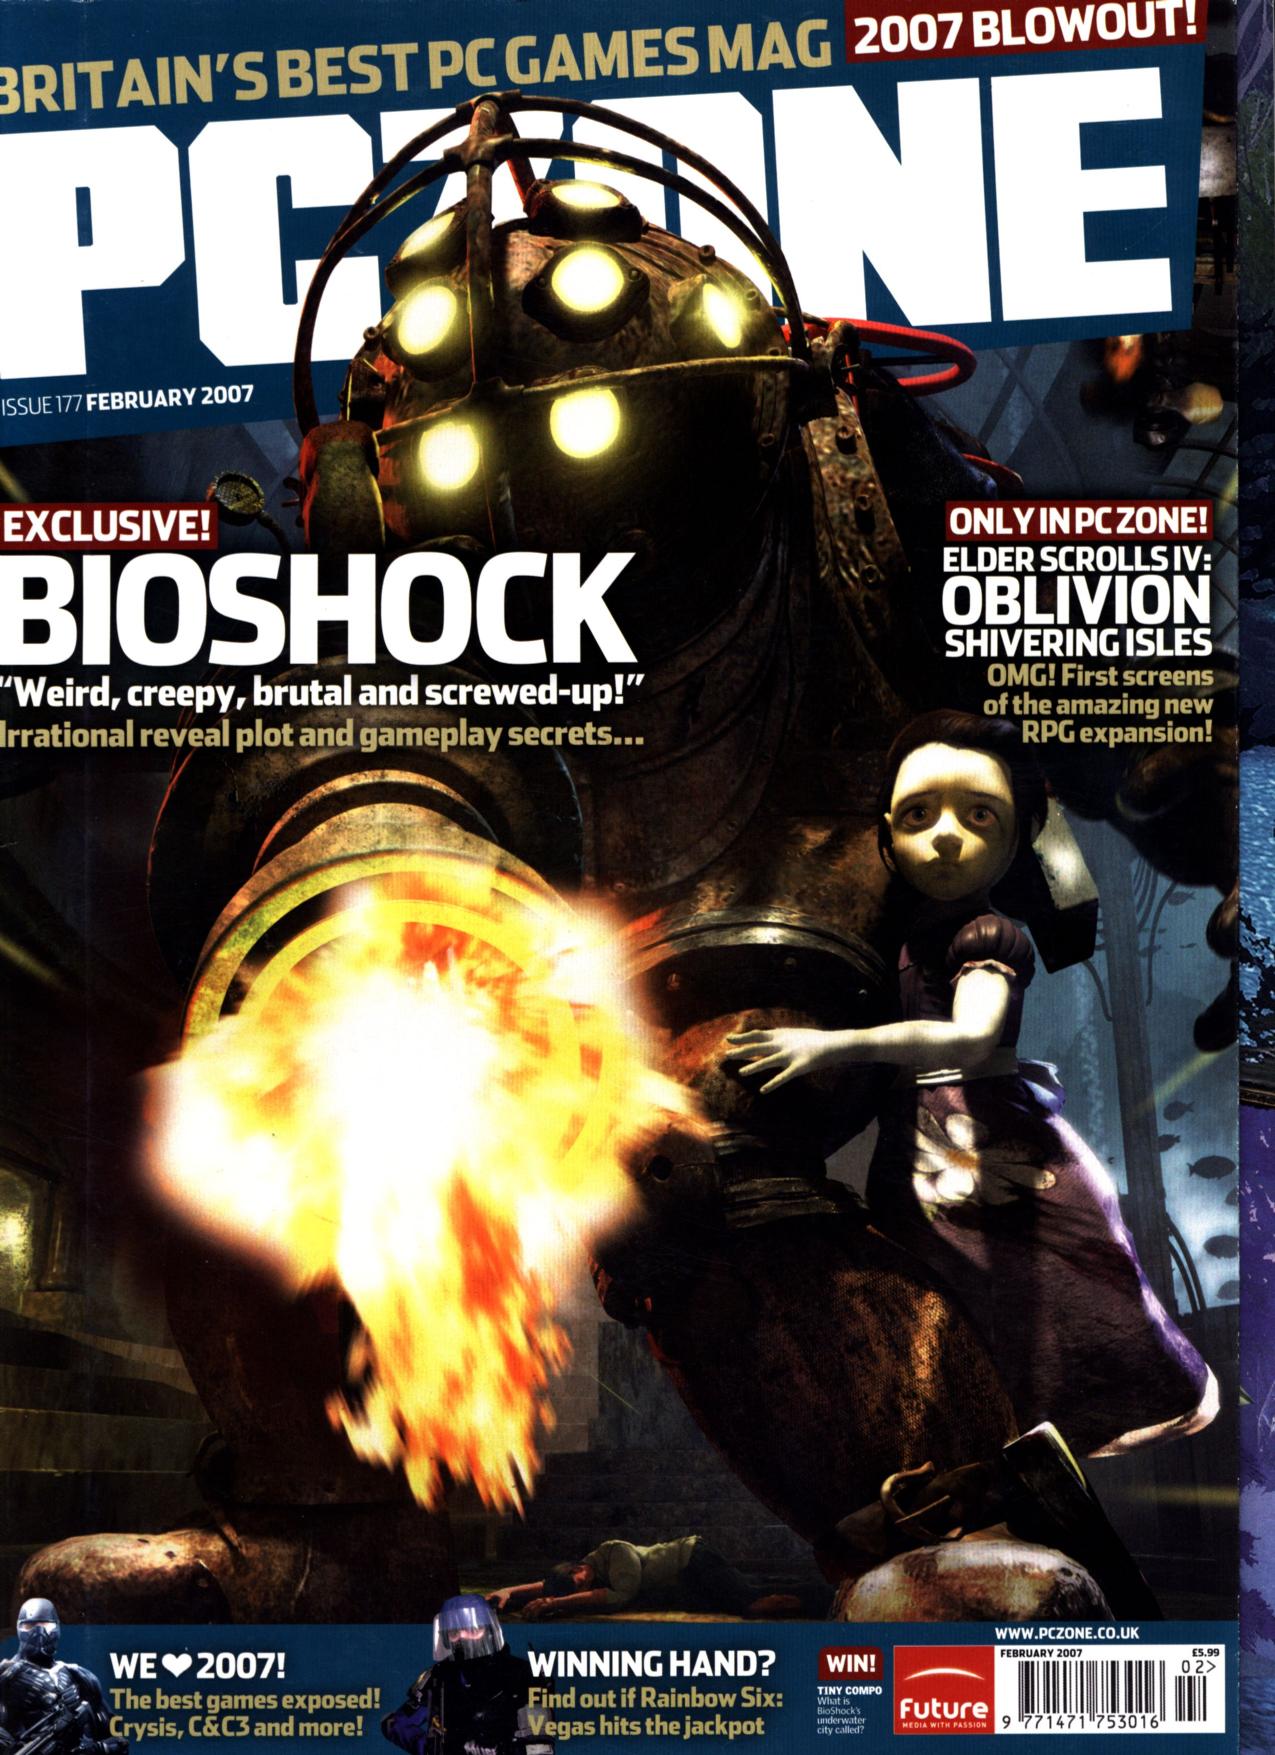 BRITAIN'S BEST PC GAMES MAG
2007 BLOWOUT!
PCZONE
ISSUE 177 FEBRUARY 2007
EXCLUSIVE!
BIOSHOCK
“Weird, creepy, brutal and screwed-up!”
Irrational reveal plot and gameplay secrets...
ONLY IN PC ZONE!
ELDER SCROLLS IV:
OBLIVION
SHIVERING ISLES
OMG! First screens
of the amazing new
RPG expansion!
WE ♥ 2007!
The best games exposed!
Crysis, C&C3 and more!
WINNING HAND?
Find out if Rainbow Six:
Vegas hits the jackpot
WIN!
TINY COMPO
What is
BioShock's
underwater
city called?
Future
MEDIA WITH PASSION
WWW.PCZONE.CO.UK
FEBRUARY 2007 £5.99
02>
9 771471 753016